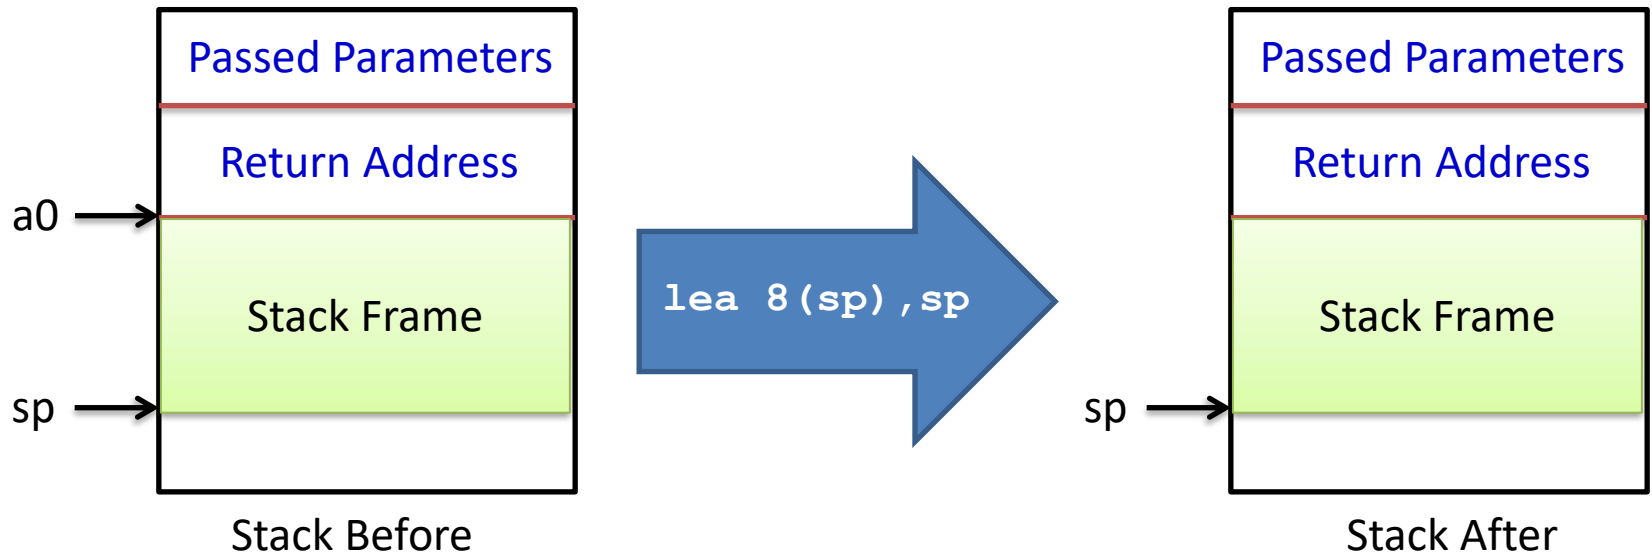 Passed Parameters
Return Address
a0
Stack Frame
sp
Stack Before
lea 8(sp),sp
Passed Parameters
Return Address
Stack Frame
sp
Stack After